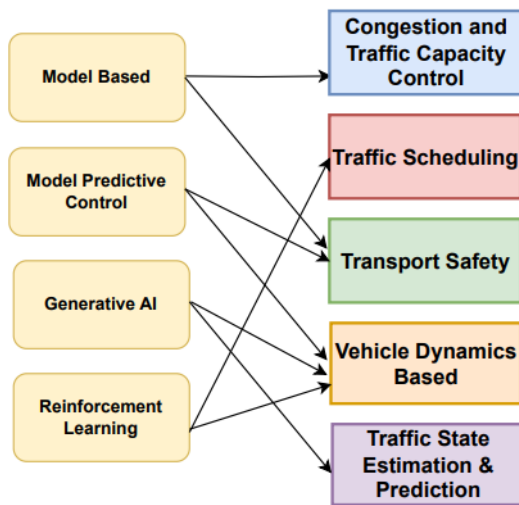 Model Based
Model Predictive
Control
Generative AI
Reinforcement
Learning
Congestion and
Traffic Capacity
Control
Traffic Scheduling
Transport Safety
Vehicle Dynamics
Based
Traffic State
Estimation &
Prediction